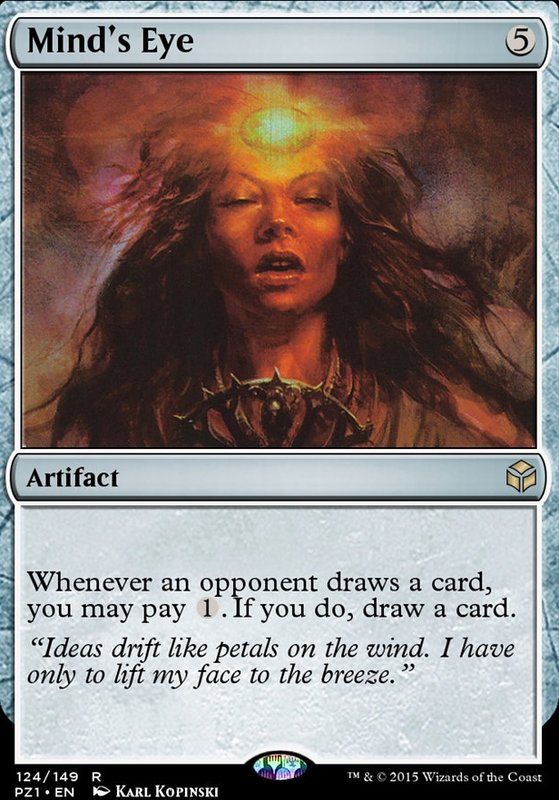 Mind's Eye 5
Artifact
Whenever an opponent draws a card,
you may pay 1. If you do, draw a card.
“Ideas drift like petals on the wind. I have
only to lift my face to the breeze.”
124/149 R
PZ1 • EN Karl Kopinski
™ & © 2015 Wizards of the Coast